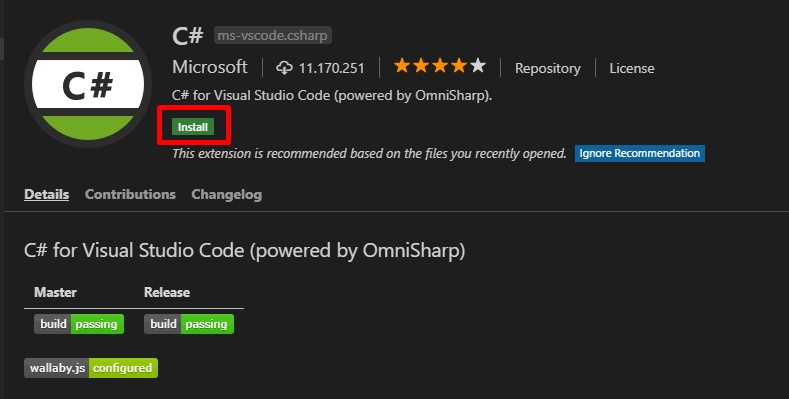 C# ms-vscode.csharp
C#
Microsoft 11.170.251 Repository License
C# for Visual Studio Code (powered by OmniSharp).
Install
This extension is recommended based on the files you recently opened. Ignore Recommendation
Details Contributions Changelog
C# for Visual Studio Code (powered by OmniSharp)
Master Release
build passing build passing
wallaby.js configured